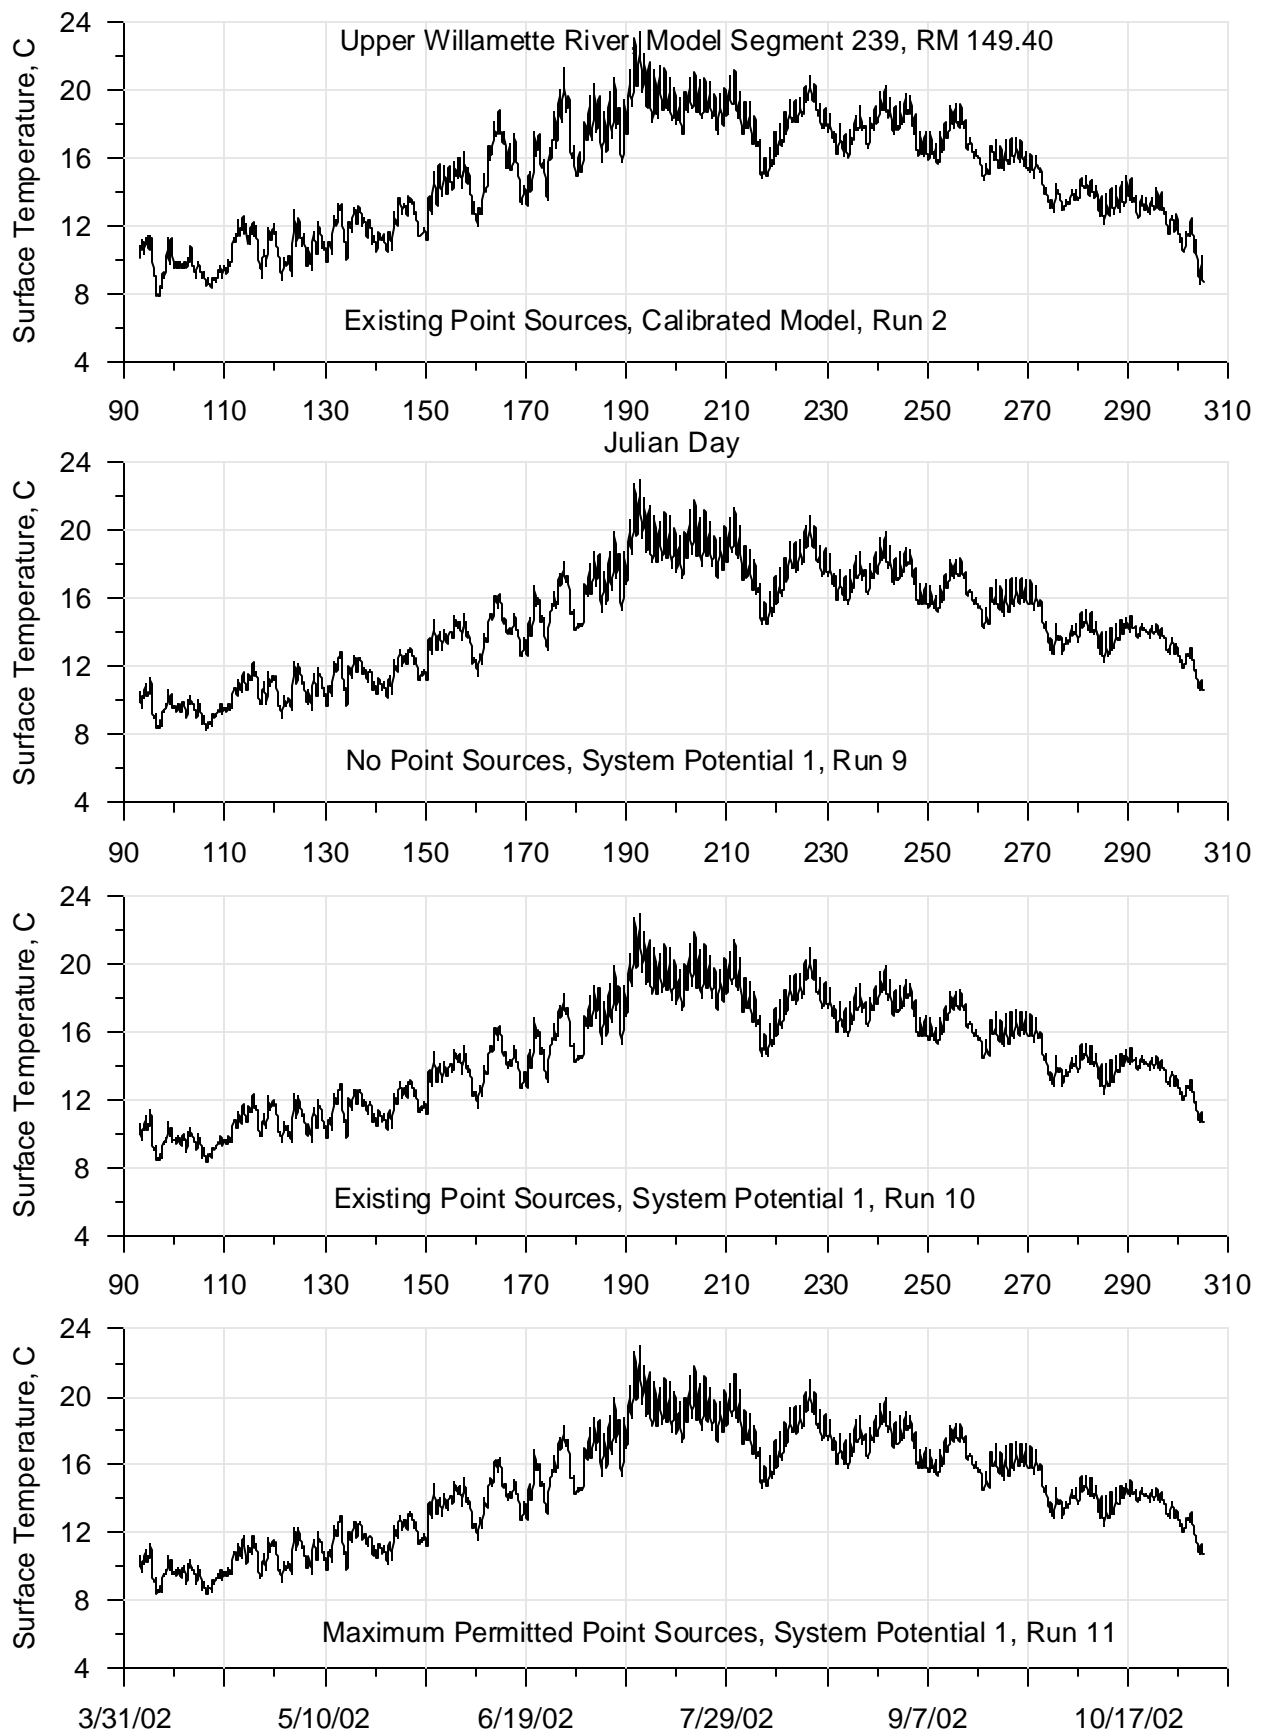 Upper Willamette River, Model Segment 239, RM 149.40
Surface Temperature, C
24
20
16
12
8
4
Existing Point Sources, Calibrated Model, Run 2
90 110 130 150 170 190 210 230 250 270 290 310
Julian Day
Surface Temperature, C
24
20
16
12
8
4
No Point Sources, System Potential 1, Run 9
90 110 130 150 170 190 210 230 250 270 290 310
Surface Temperature, C
24
20
16
12
8
4
Existing Point Sources, System Potential 1, Run 10
90 110 130 150 170 190 210 230 250 270 290 310
Surface Temperature, C
24
20
16
12
8
4
Maximum Permitted Point Sources, System Potential 1, Run 11
3/31/02 5/10/02 6/19/02 7/29/02 9/7/02 10/17/02